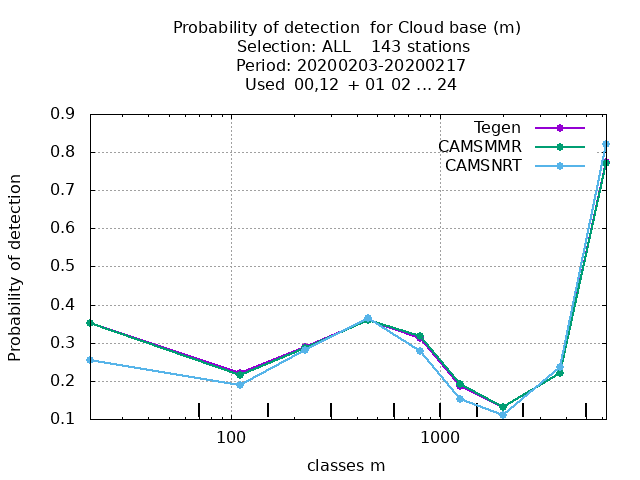 Probability of detection  for Cloud base (m)
Selection: ALL    143 stations
Period: 20200203-20200217
Used  00,12  + 01 02 ... 24
Probability of detection
0.9
0.8
0.7
0.6
0.5
0.4
0.3
0.2
0.1
Tegen
CAMSMMR
CAMSNRT
100
1000
classes m